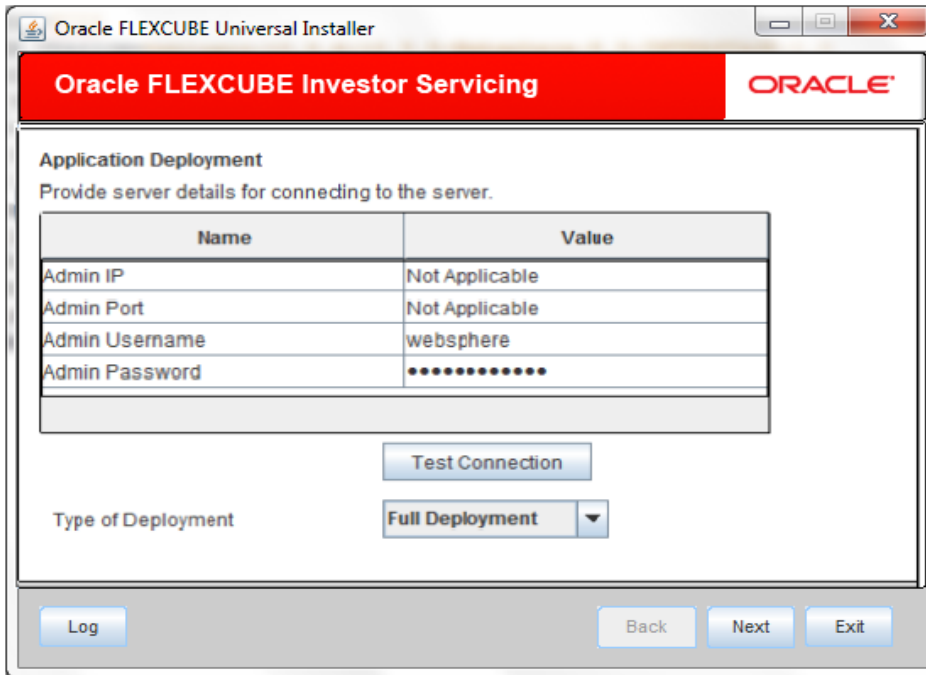 Oracle FLEXCUBE Universal Installer
Oracle FLEXCUBE Investor Servicing
ORACLE
Application Deployment
Provide server details for connecting to the server.
Name Value
Admin IP Not Applicable
Admin Port Not Applicable
Admin Username websphere
Admin Password ••••••••••••
Test Connection
Type of Deployment Full Deployment
Log Back Next Exit